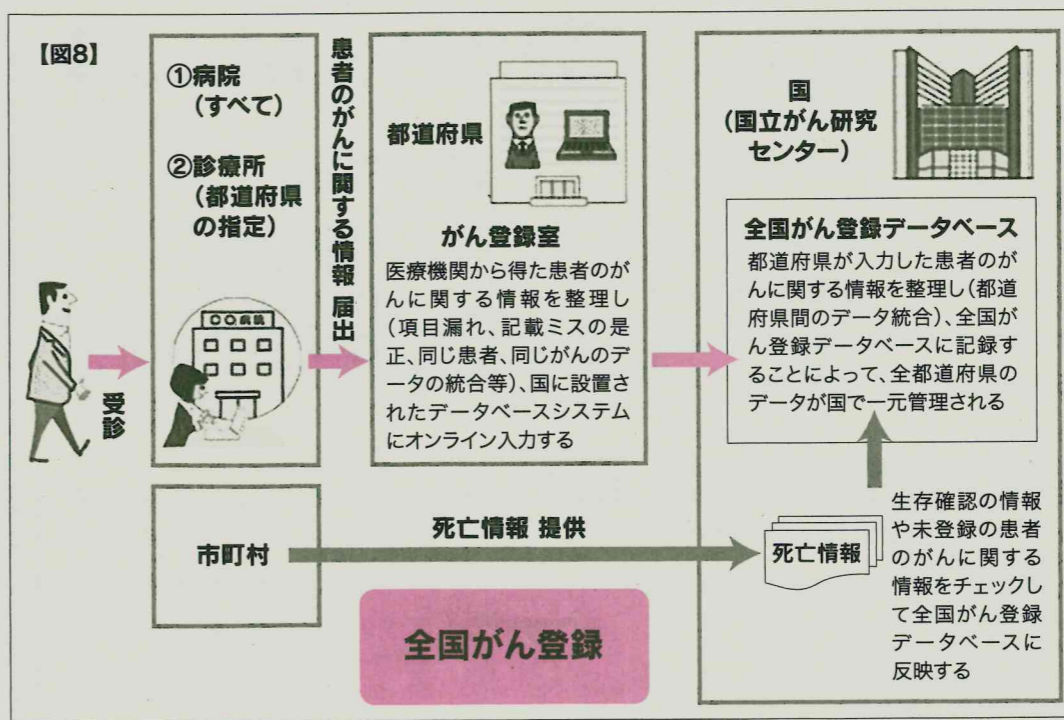 【図8】
①病院
(すべて)
②診療所
(都道府県
の指定)
○○病院
受診
患者のがんに関する情報 届出
都道府県
がん登録室
医療機関から得た患者のが
んに関する情報を整理し
(項目漏れ、記載ミスの是
正、同じ患者、同じがんのデ
ータの統合等)、国に設置さ
れたデータベースシステム
にオンライン入力する
国
(国立がん研究
センター)
全国がん登録データベース
都道府県が入力した患者のが
んに関する情報を整理し(都道
府県間のデータ統合)、全国が
ん登録データベースに記録す
ることによって、全都道府県の
データが国で一元管理される
市町村
死亡情報 提供
死亡情報
生存確認の情報
や未登録の患者
のがんに関する
情報をチェックし
て全国がん登録
データベースに
反映する
全国がん登録